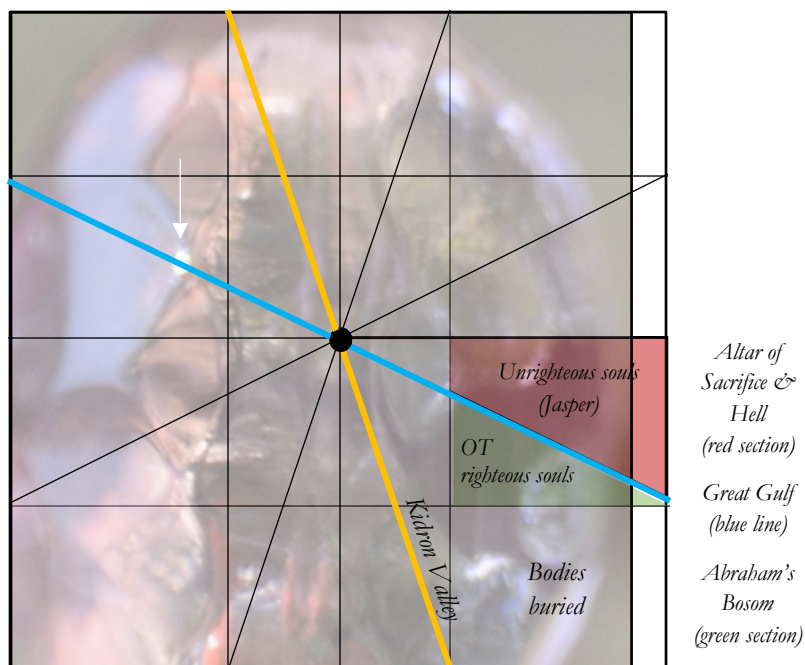 Unrighteous souls
(Jasper)
OT
righteous souls
Kidron Valley
Bodies
buried
Altar of
Sacrifice &
Hell
(red section)
Great Gulf
(blue line)
Abraham's
Bosom
(green section)